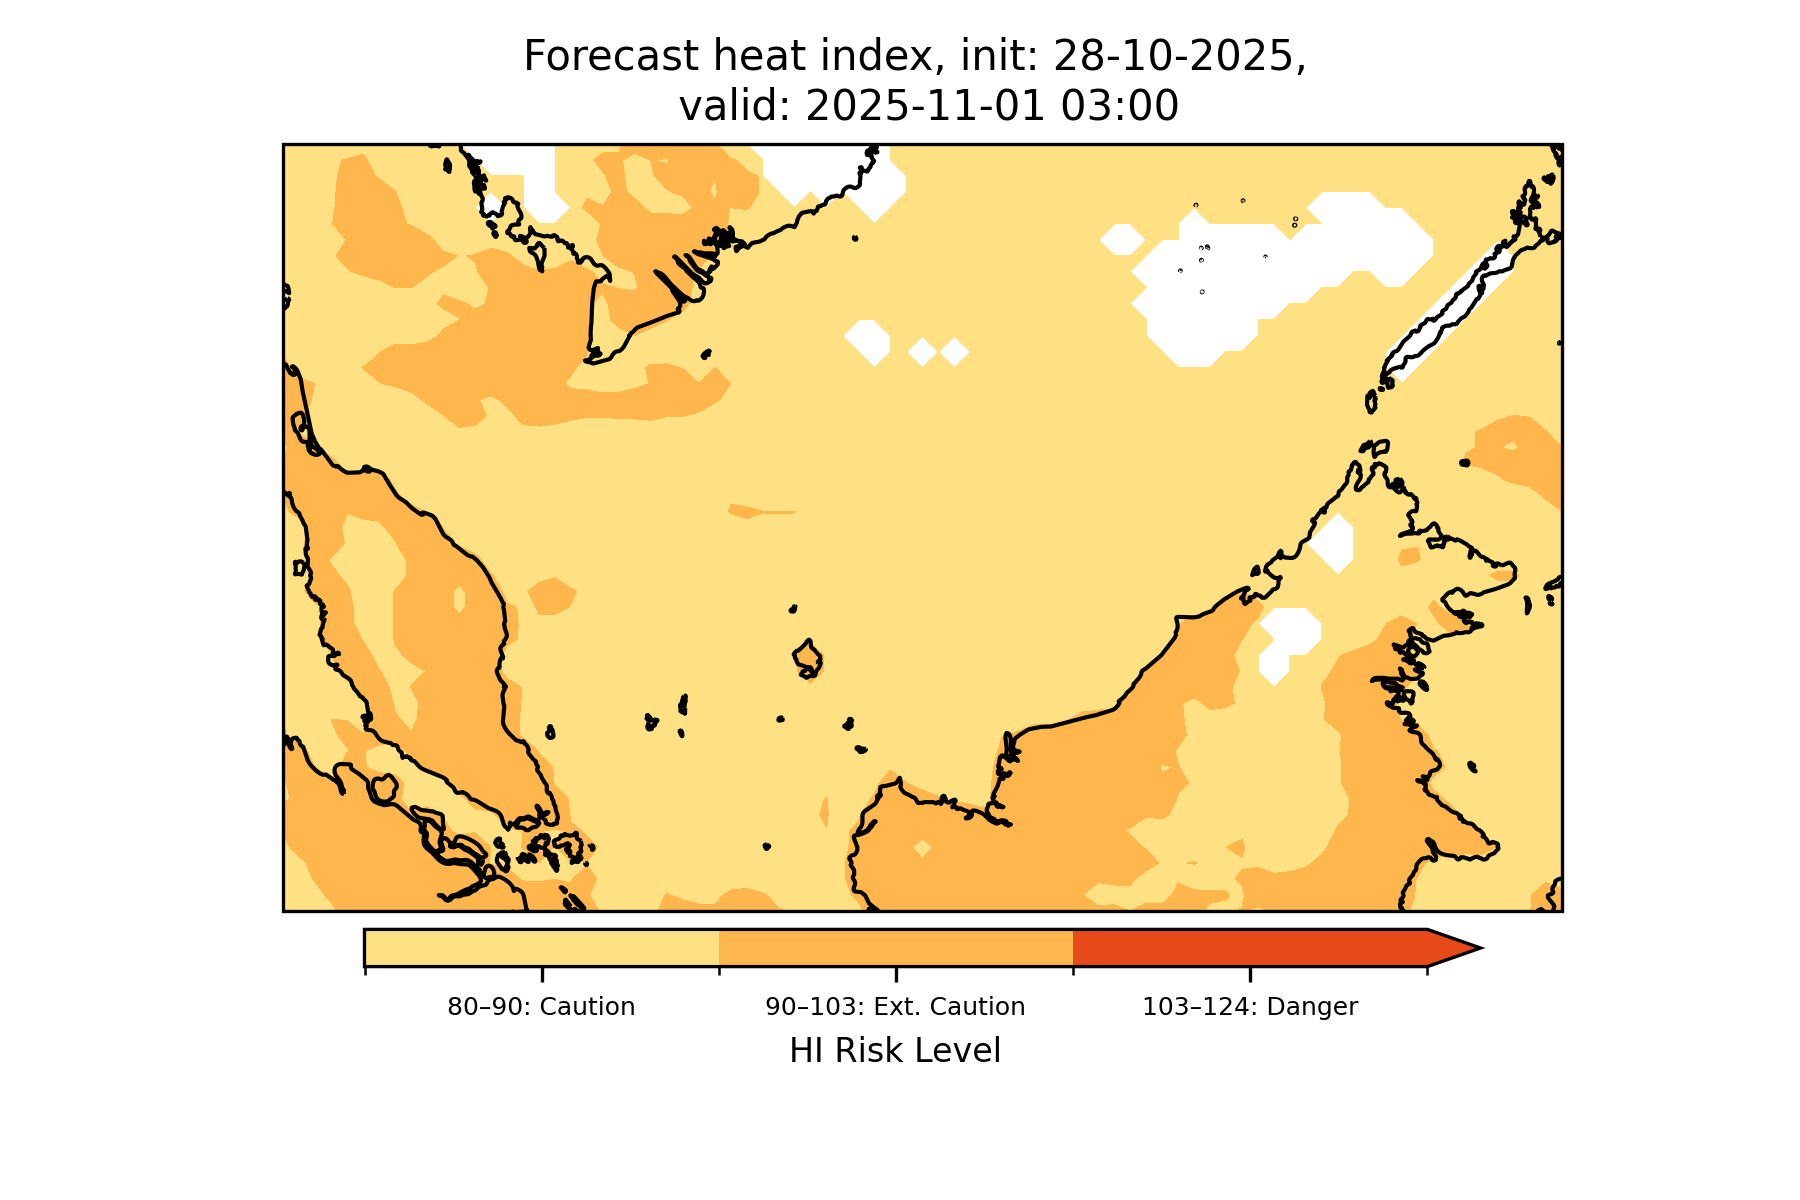 Forecast heat index, init: 28-10-2025,
valid: 2025-11-01 03:00
80–90: Caution
90–103: Ext. Caution
103–124: Danger
HI Risk Level